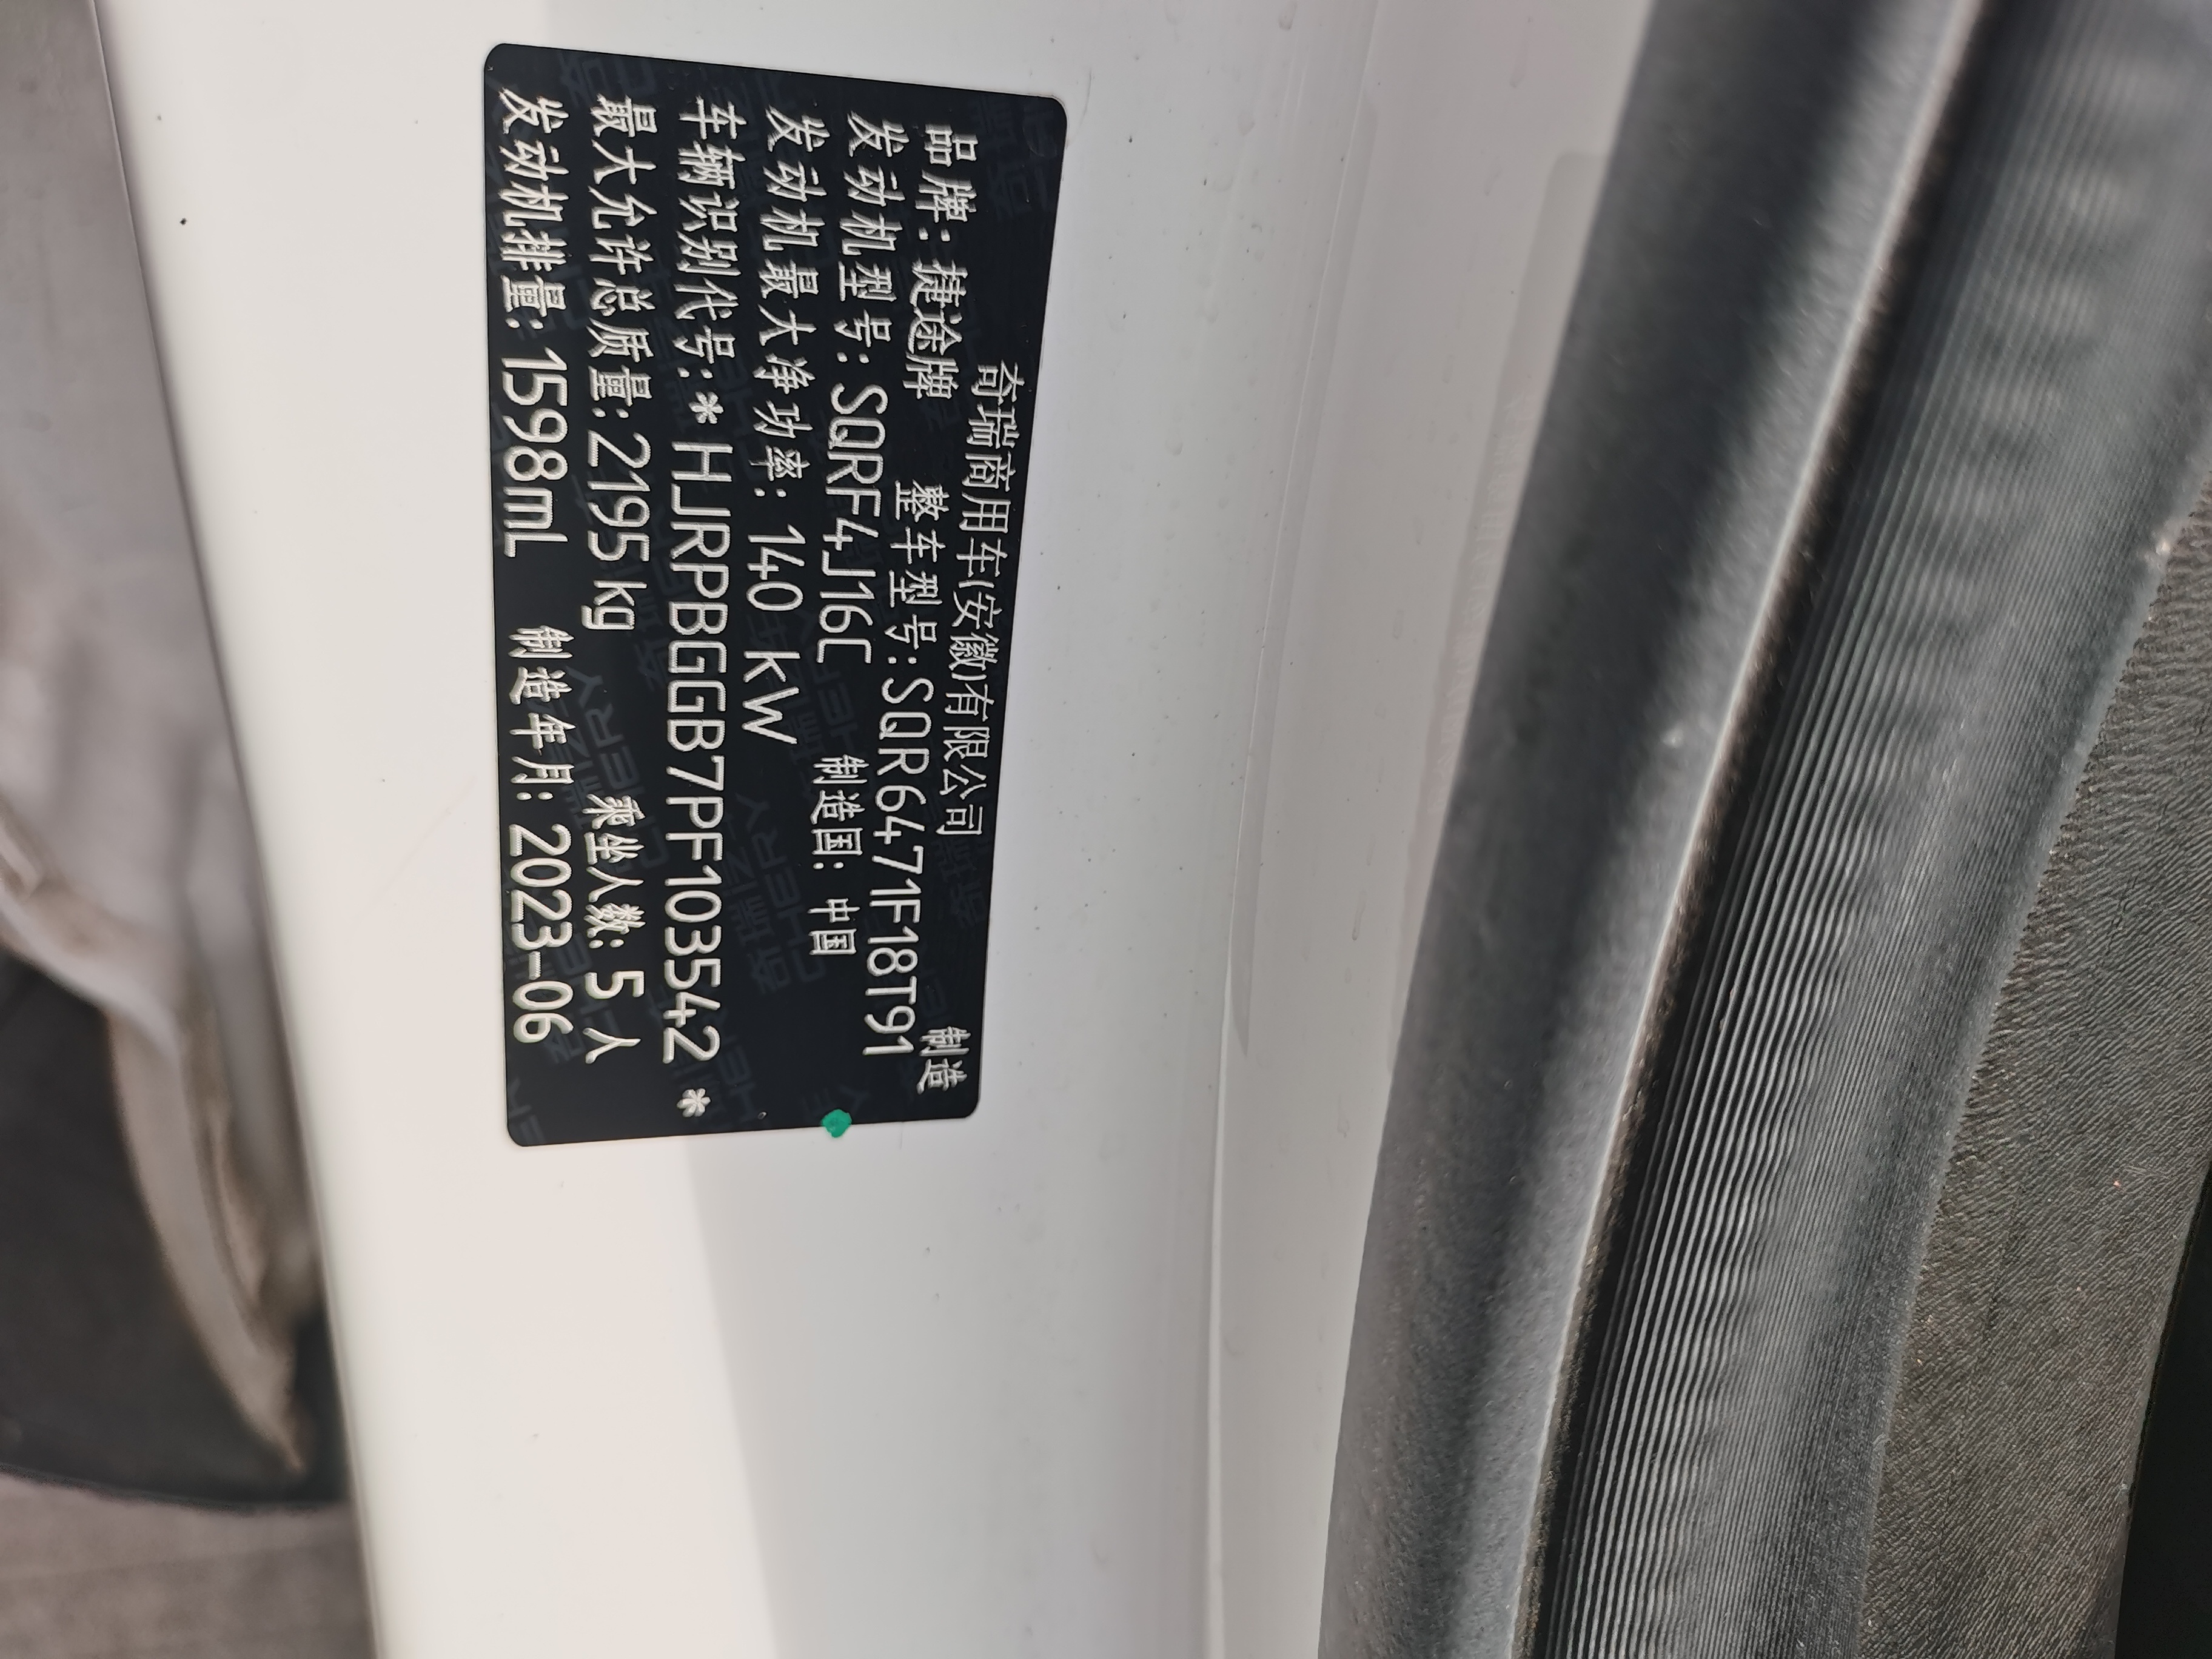 奇瑞商用车(安徽)有限公司 制造
品牌: 捷途牌 整车型号: SQR6471F18T91
发动机型号: SQRF4J16C 制造国: 中国
发动机最大净功率: 140 kW
车辆识别代号: *HJRPBGGB7PF103542*
最大允许总质量: 2195 kg 乘坐人数: 5 人
发动机排量: 1598mL 制造年月: 2023-06